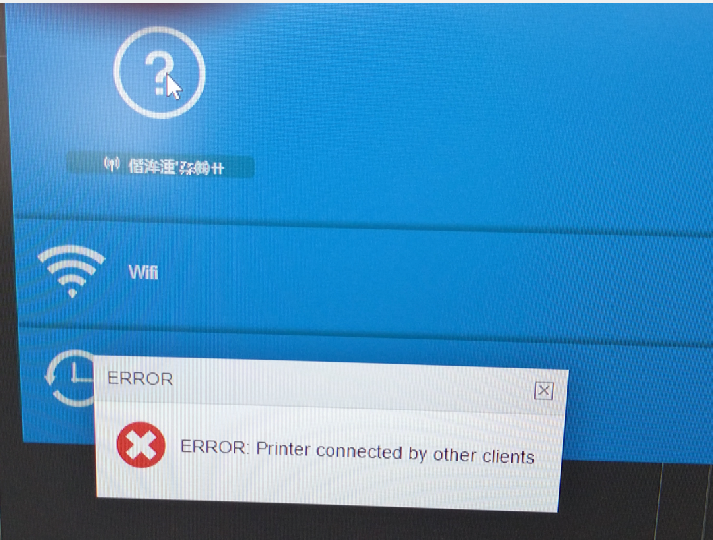 Wifi
ERROR
ERROR: Printer connected by other clients